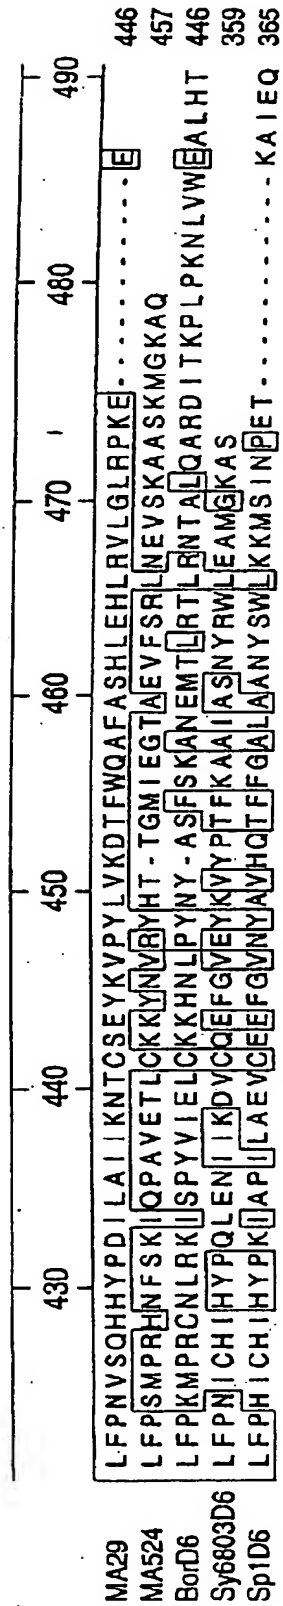 430 440 450 460 470 480 490
MA29 LFPNVSQHHYPDILAIIKNTCSEYKVPYLVKDTFWQAFASHLEHLRVLGLRPKE-----------E 446
MA524 LFPSMPRHNFSKIQPAVETLCKKYNVRYHT-TGMIEGTAEVFSRLNEVSKAASKMGKAQ 457
BorD6 LFPKMPRCNLRKISPYVIELCKKHNLPYNY-ASFSKANEMTLRTLRNTALQARDITKPLPKNLVWEALHT 446
Sy6803D6 LFPNICHIHYPQLENIIKDVCQEFGVEYKVYPTFKAAIASNYRWLEAMGKAS 359
Sp1D6 LFPHICHIHYPKIAPILAEVCEEFGVNYAVHQTFFGALAANYSWLKKMSINPET-----------KAIEQ 365